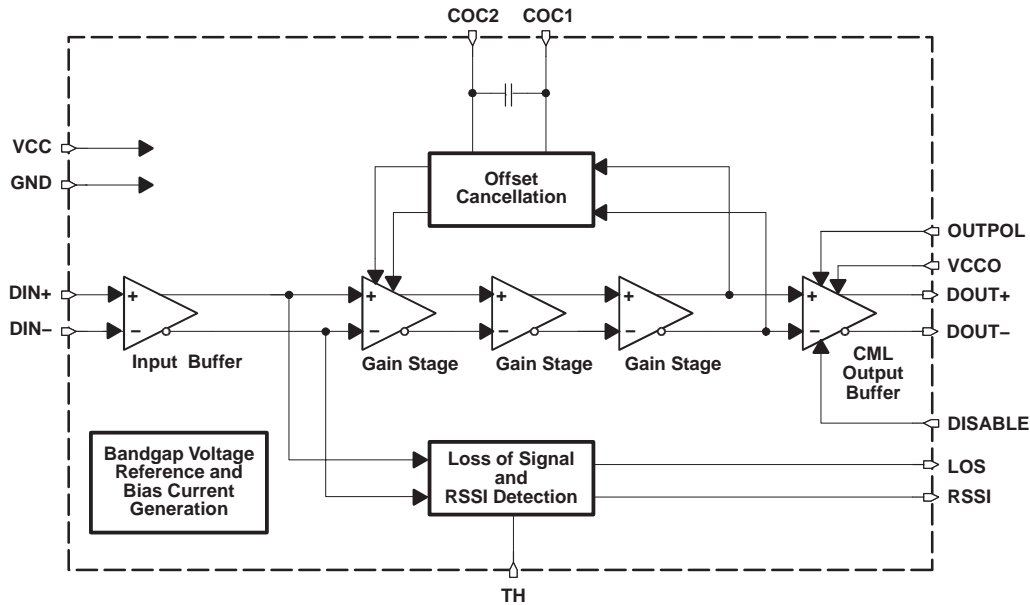 COC2 COC1
VCC
GND
Offset
Cancellation
OUTPOL
VCCO
DIN+
DIN−
+
−
+
−
+
−
+
−
+
−
DOUT+
DOUT−
Input Buffer
Gain Stage
Gain Stage
Gain Stage
CML
Output
Buffer
DISABLE
Bandgap Voltage
Reference and
Bias Current
Generation
Loss of Signal
and
RSSI Detection
LOS
RSSI
TH